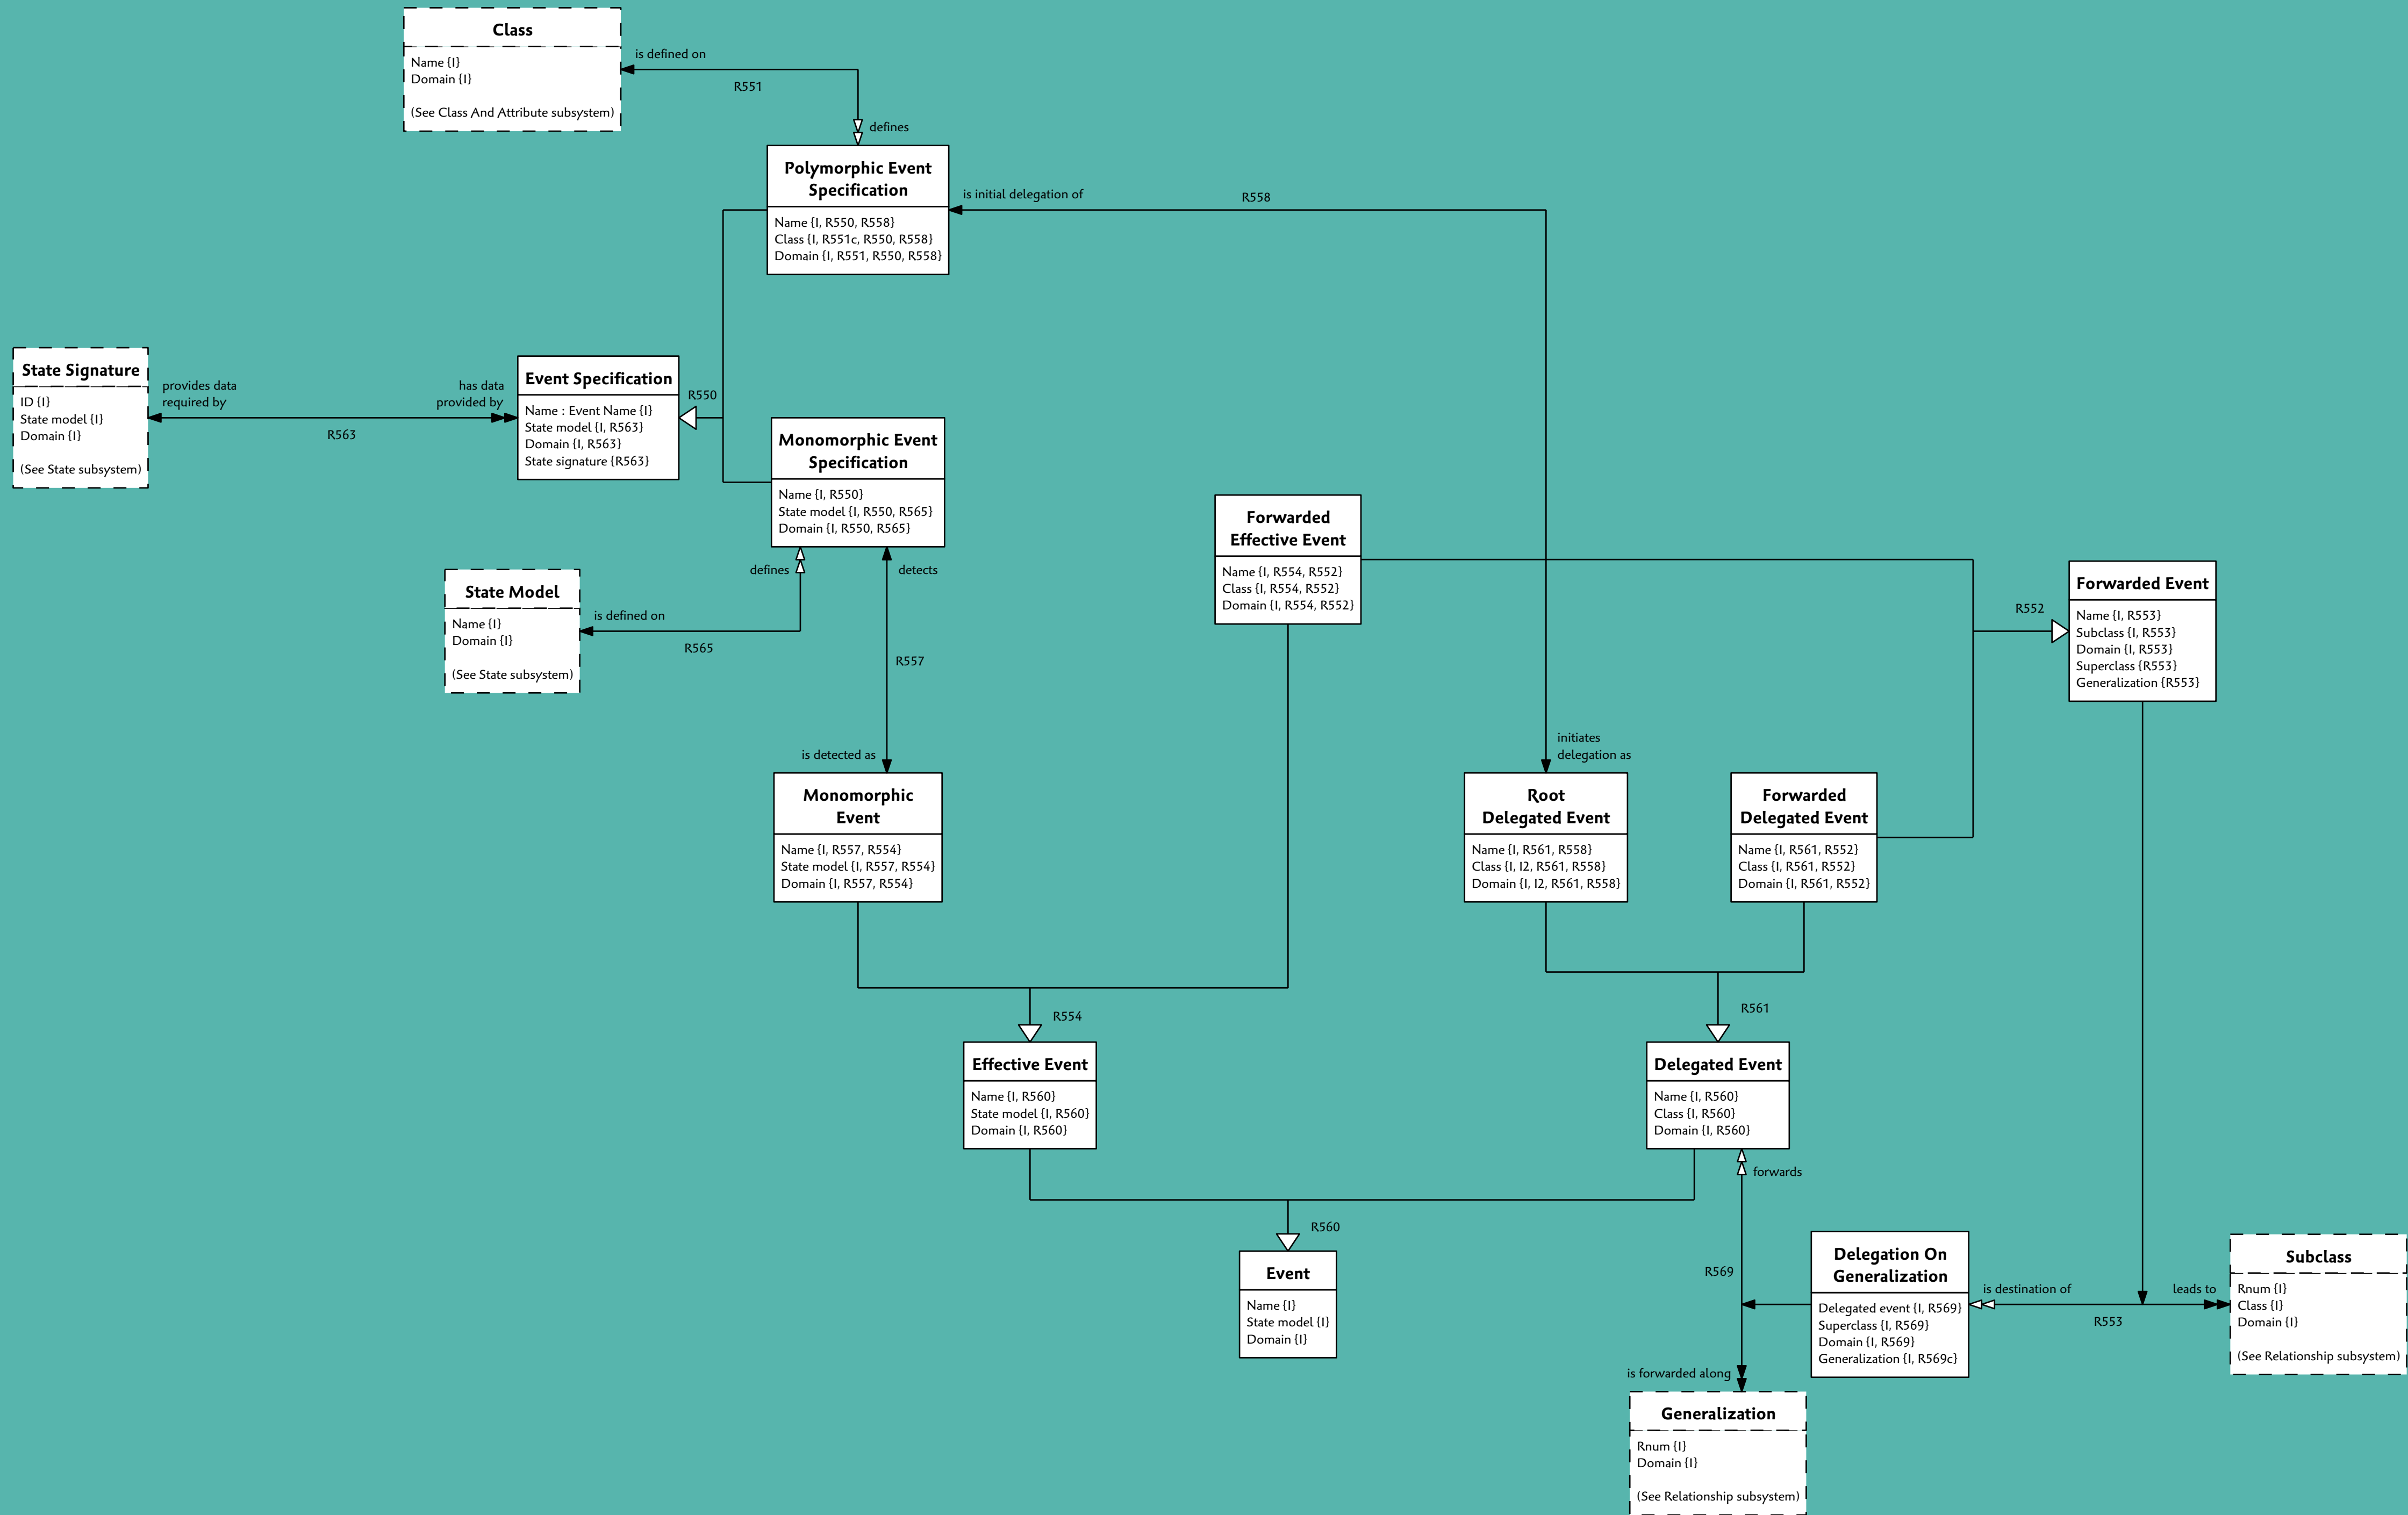 Class
Name {I}
Domain {I}
(See Class And Attribute subsystem)
is defined on
R551
defines
Polymorphic Event
Specification
Name {I, R550, R558}
Class {I, R551c, R550, R558}
Domain {I, R551, R550, R558}
is initial delegation of
R558
State Signature
ID {I}
State model {I}
Domain {I}
(See State subsystem)
provides data
required by
R563
has data
provided by
Event Specification
Name : Event Name {I}
State model {I, R563}
Domain {I, R563}
State signature {R563}
R550
Monomorphic Event
Specification
Name {I, R550}
State model {I, R550, R565}
Domain {I, R550, R565}
defines
detects
State Model
Name {I}
Domain {I}
(See State subsystem)
is defined on
R565
R557
is detected as
Forwarded
Effective Event
Name {I, R554, R552}
Class {I, R554, R552}
Domain {I, R554, R552}
R552
Forwarded Event
Name {I, R553}
Subclass {I, R553}
Domain {I, R553}
Superclass {R553}
Generalization {R553}
initiates
delegation as
Monomorphic
Event
Name {I, R557, R554}
State model {I, R557, R554}
Domain {I, R557, R554}
Root
Delegated Event
Name {I, R561, R558}
Class {I, I2, R561, R558}
Domain {I, I2, R561, R558}
Forwarded
Delegated Event
Name {I, R561, R552}
Class {I, R561, R552}
Domain {I, R561, R552}
R554
R561
Effective Event
Name {I, R560}
State model {I, R560}
Domain {I, R560}
Delegated Event
Name {I, R560}
Class {I, R560}
Domain {I, R560}
forwards
R560
Event
Name {I}
State model {I}
Domain {I}
R569
is forwarded along
Delegation On
Generalization
Delegated event {I, R569}
Superclass {I, R569}
Domain {I, R569}
Generalization {I, R569c}
is destination of
leads to
R553
Subclass
Rnum {I}
Class {I}
Domain {I}
(See Relationship subsystem)
Generalization
Rnum {I}
Domain {I}
(See Relationship subsystem)